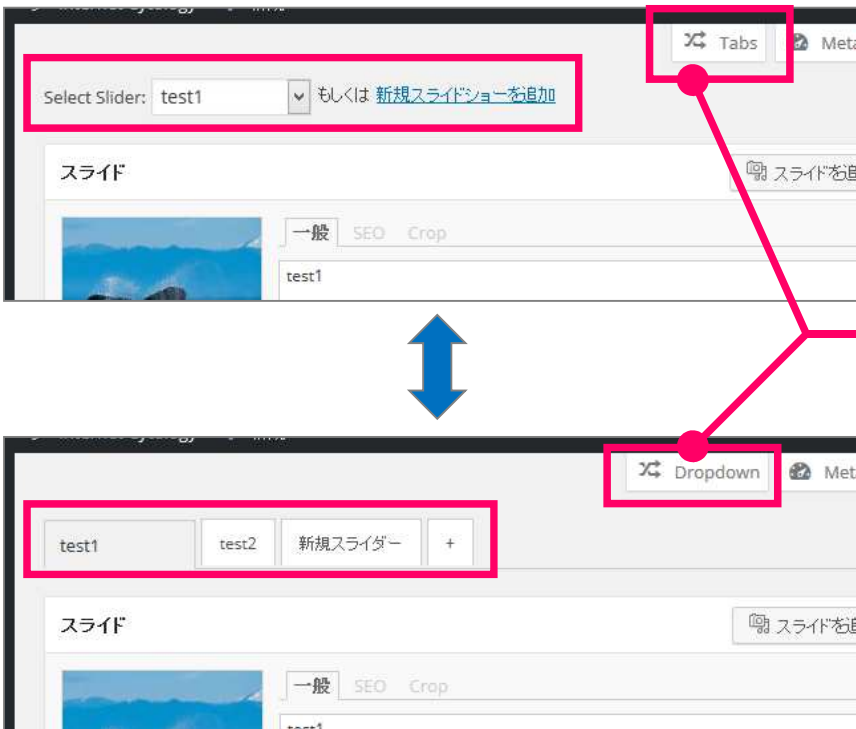 Tabs
Select Slider: test1 もしくは 新規スライドショーを追加
スライド
スライドを追
一般 SEO Crop
test1
Dropdown
test1 test2 新規スライダー +
スライド
スライドを追
一般 SEO Crop
test1